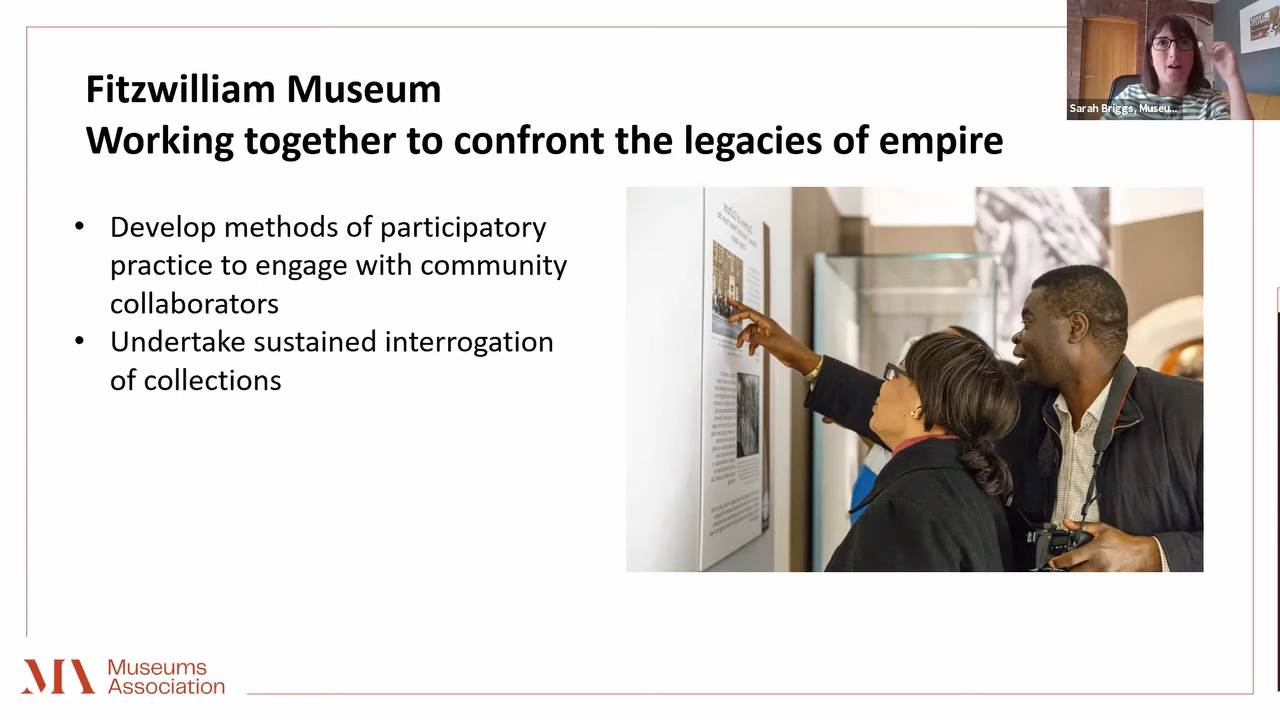 Fitzwilliam Museum
Working together to confront the legacies of empire
Sarah Briggs, Museu...
• Develop methods of participatory
practice to engage with community
collaborators
• Undertake sustained interrogation
of collections
MA
Museums
Association